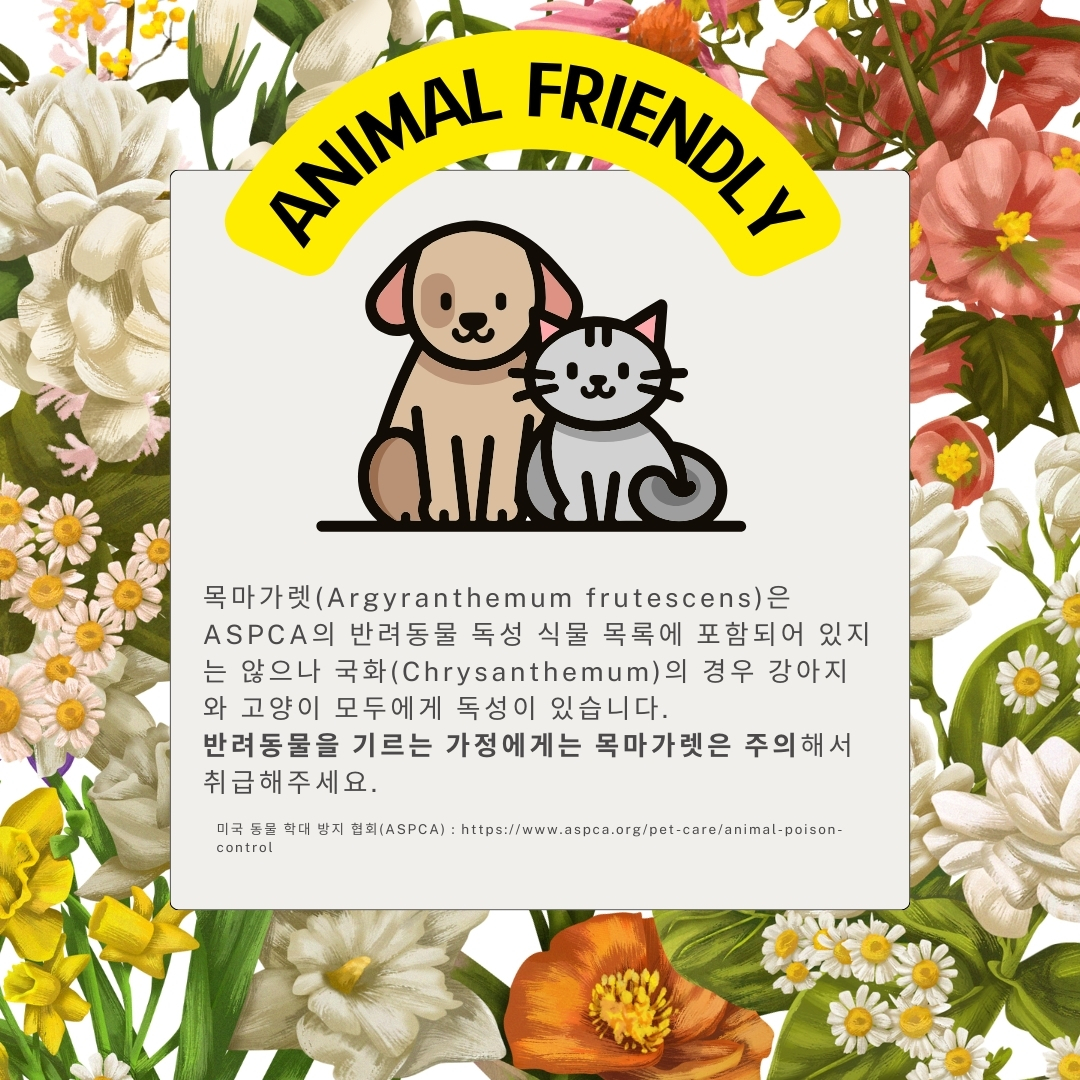 ANIMAL FRIENDLY
목마가렛(Argyranthemum frutescens)은
ASPCA의 반려동물 독성 식물 목록에 포함되어 있지
는 않으나 국화(Chrysanthemum)의 경우 강아지
와 고양이 모두에게 독성이 있습니다.
반려동물을 기르는 가정에게는 목마가렛은 주의해서
취급해주세요.
미국 동물 학대 방지 협회(ASPCA) : https://www.aspca.org/pet-care/animal-poison-
control